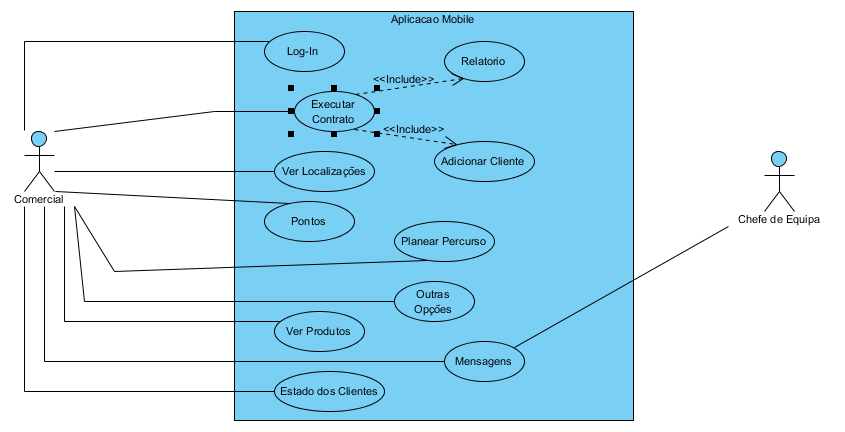 Aplicacao Mobile
Log-In
Relatorio
<<Include>>
Executar
Contrato
<<Include>>
Adicionar Cliente
Ver Localizações
Comercial
Pontos
Chefe de Equipa
Planear Percurso
Outras
Opções
Ver Produtos
Mensagens
Estado dos Clientes